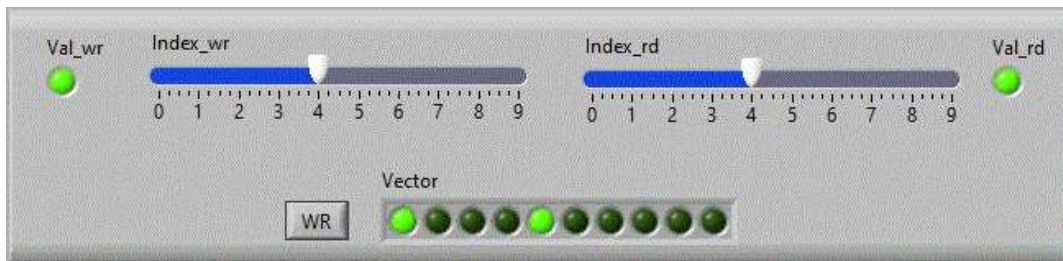 Val_wr
Index_wr
0 1 2 3 4 5 6 7 8 9
Index_rd
0 1 2 3 4 5 6 7 8 9
Val_rd
Vector
WR